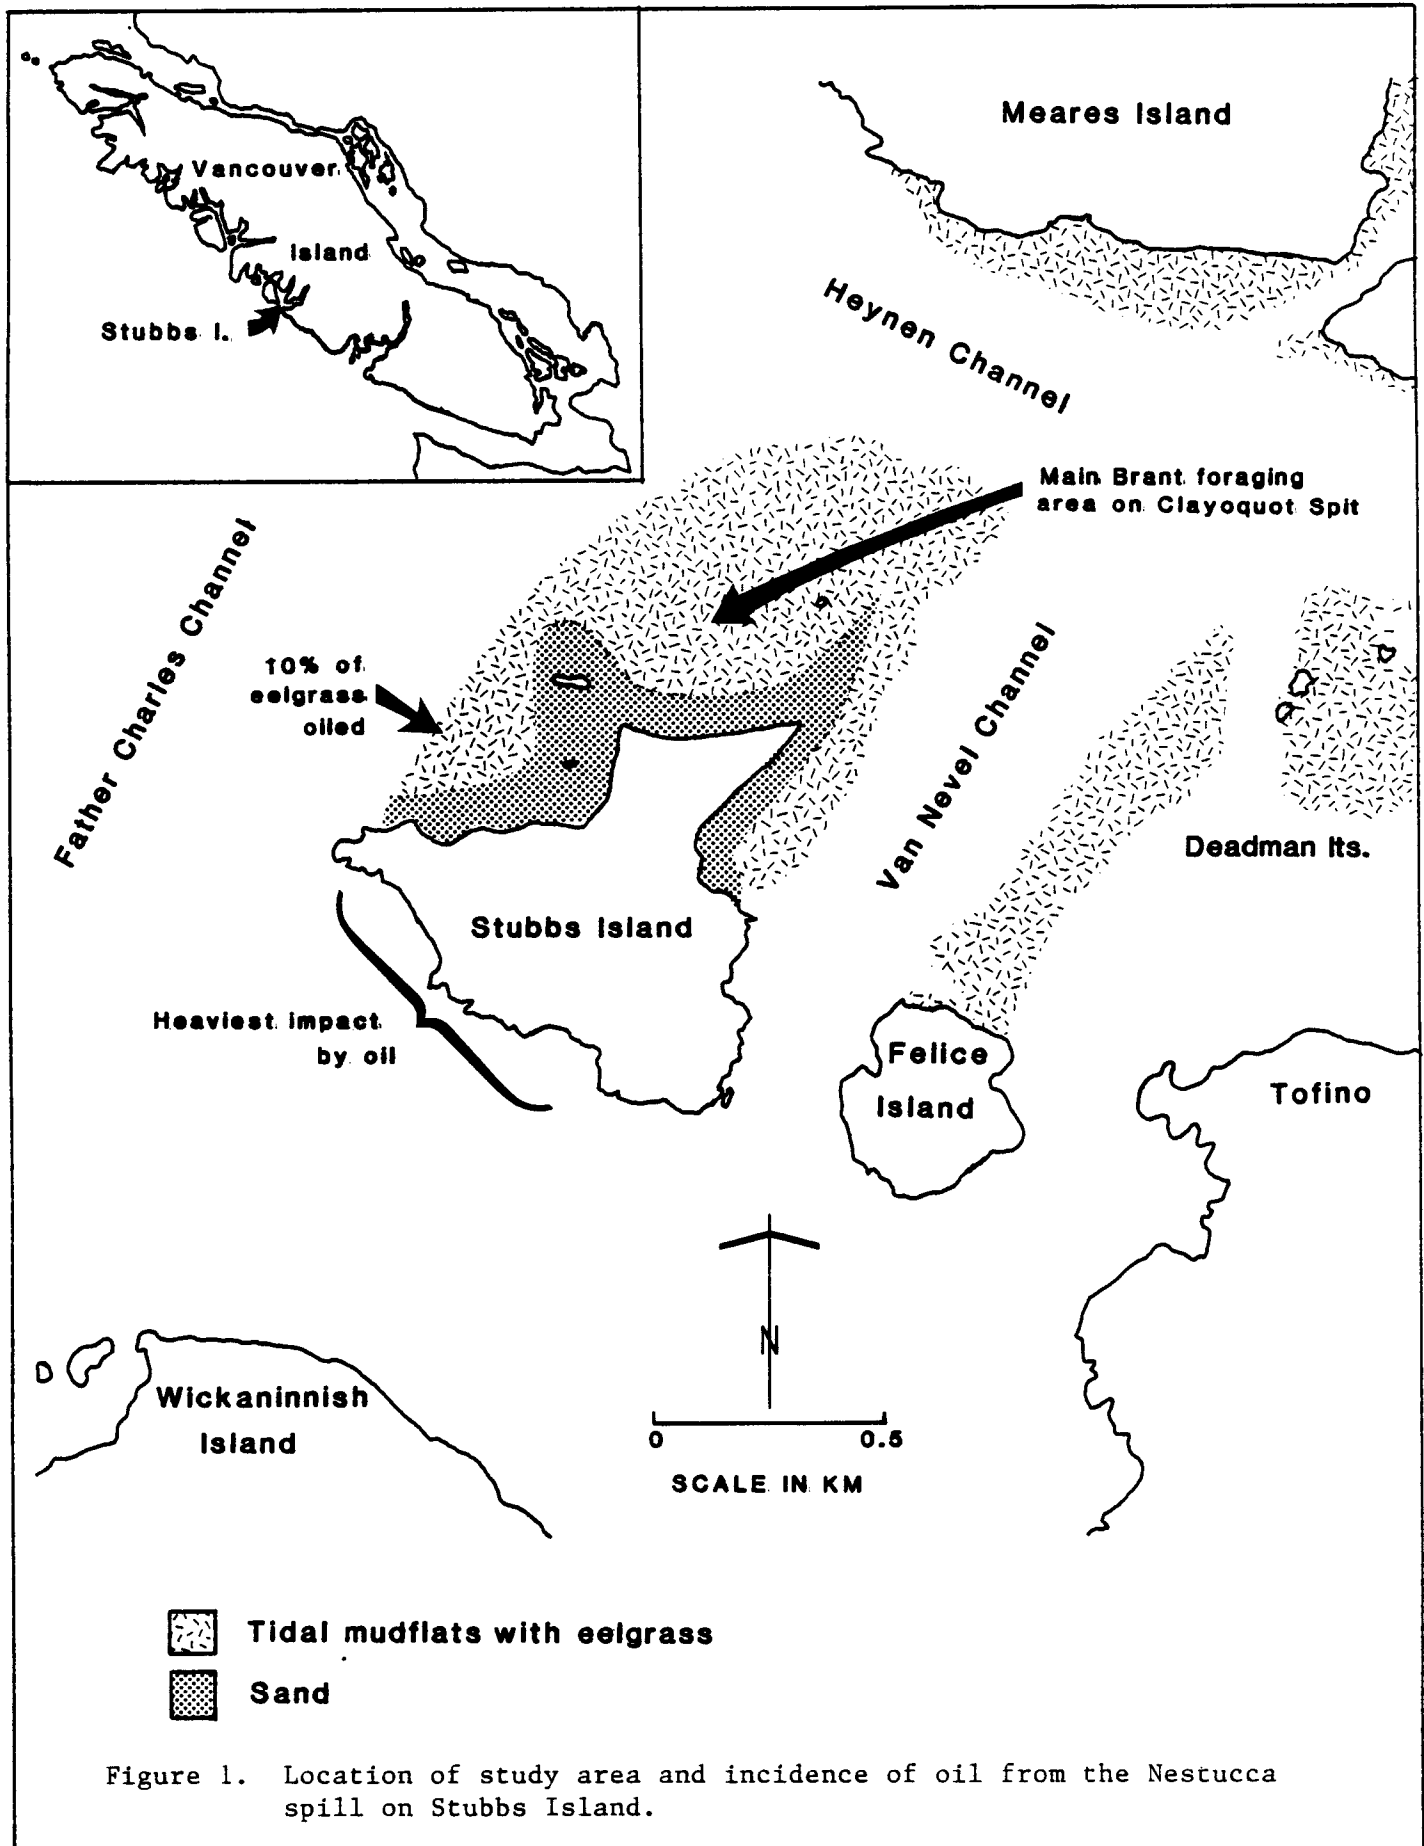 Vancouver
Island
Stubbs I.
Meares Island
Heynen Channel
Main Brant foraging
area on Clayoquot Spit
Father Charles Channel
10% of
eelgrass
oiled
Van Nevel Channel
Deadman Its.
Stubbs Island
Heaviest impact
by oil
Felice
Island
Tofino
N
Wickaninnish
Island
0 0.5
SCALE IN KM
Tidal mudflats with eelgrass
Sand
Figure 1. Location of study area and incidence of oil from the Nestucca
spill on Stubbs Island.